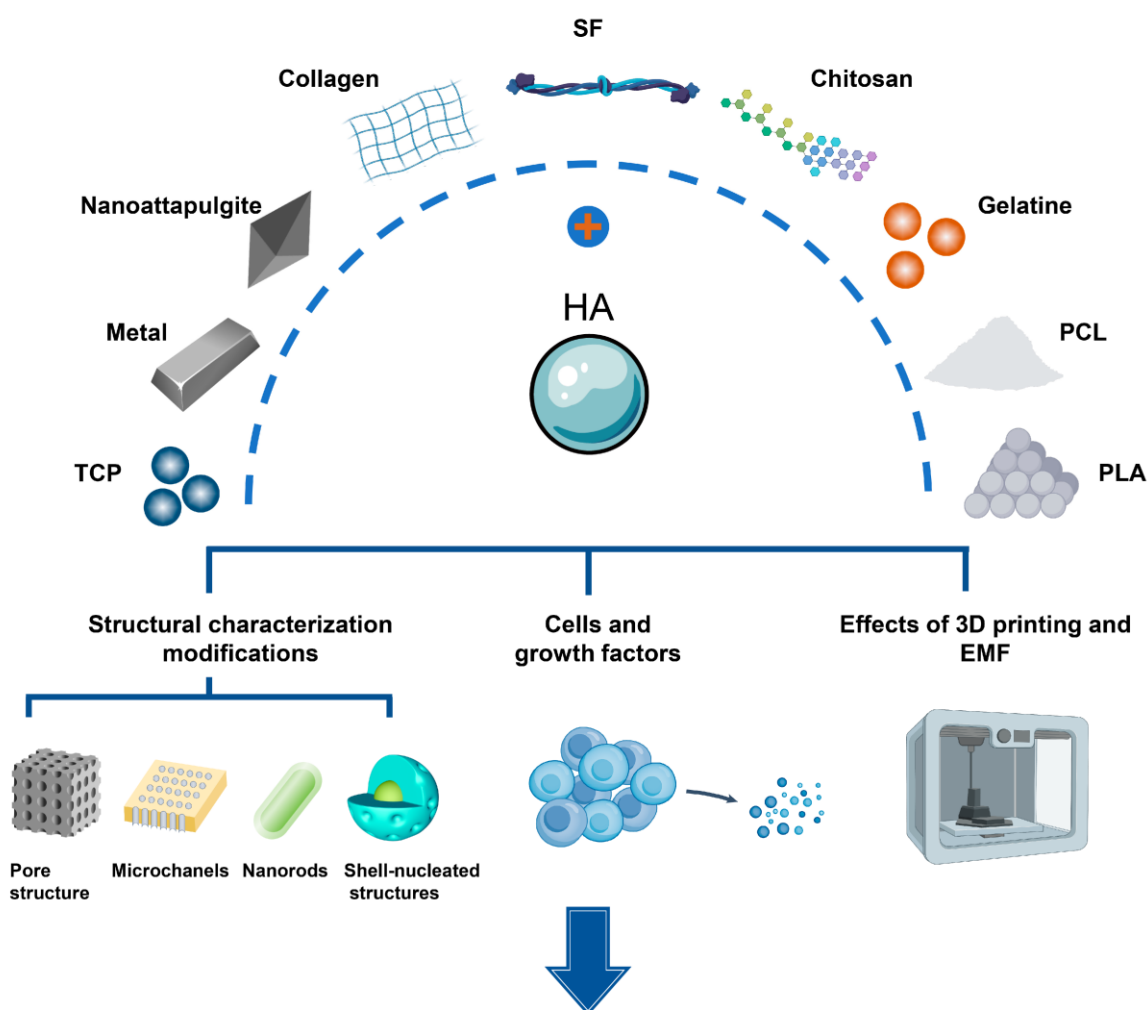 SF
Collagen
Chitosan
Nanoattapulgite
Gelatine
HA
Metal
PCL
TCP
PLA
Structural characterization
modifications
Cells and
growth factors
Effects of 3D printing and
EMF
Pore
structure
Microchanels
Nanorods
Shell-nucleated
structures